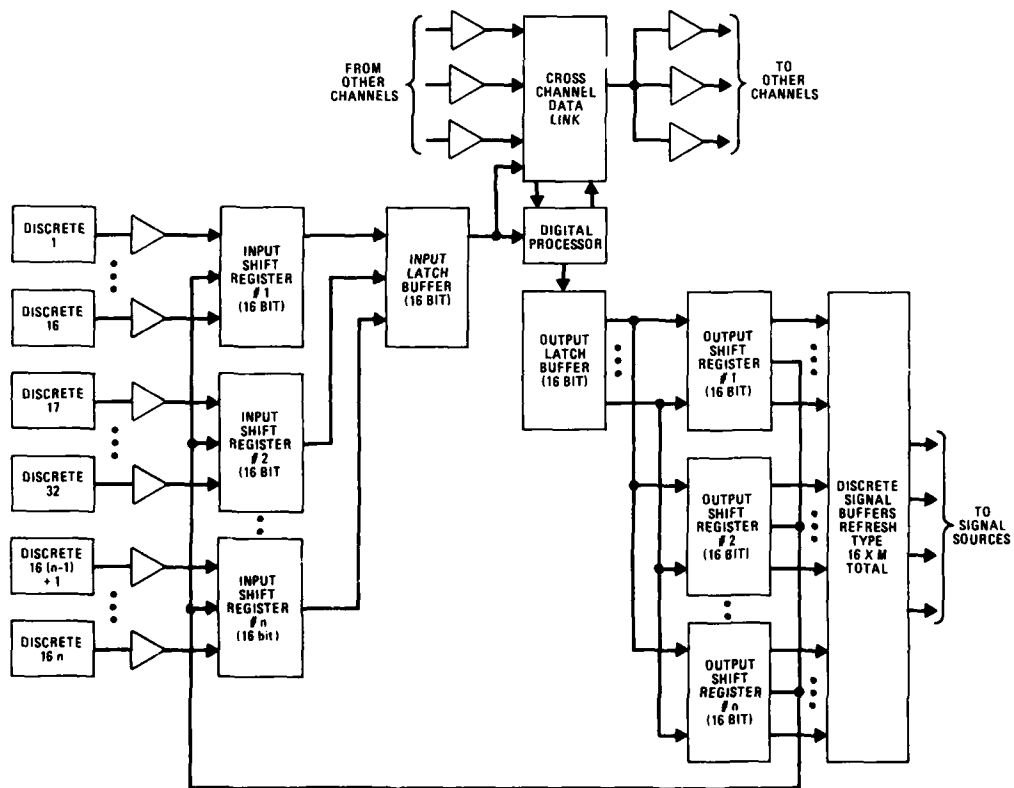 FROM
OTHER
CHANNELS
CROSS
CHANNEL
DATA
LINK
TO
OTHER
CHANNELS
DISCRETE
1
DISCRETE
16
INPUT
SHIFT
REGISTER
#1
(16 BIT)
INPUT
LATCH
BUFFER
(16 BIT)
DIGITAL
PROCESSOR
DISCRETE
17
DISCRETE
32
INPUT
SHIFT
REGISTER
#2
(16 BIT
OUTPUT
LATCH
BUFFER
(16 BIT)
OUTPUT
SHIFT
REGISTER
#1
(16 BIT)
DISCRETE
16 (n-1)
+ 1
DISCRETE
16 n
INPUT
SHIFT
REGISTER
#n
(16 bit)
OUTPUT
SHIFT
REGISTER
#2
(16 BIT)
OUTPUT
SHIFT
REGISTER
#n
(16 BIT)
DISCRETE
SIGNAL
BUFFERS
REFRESH
TYPE
16 X M
TOTAL
TO
SIGNAL
SOURCES